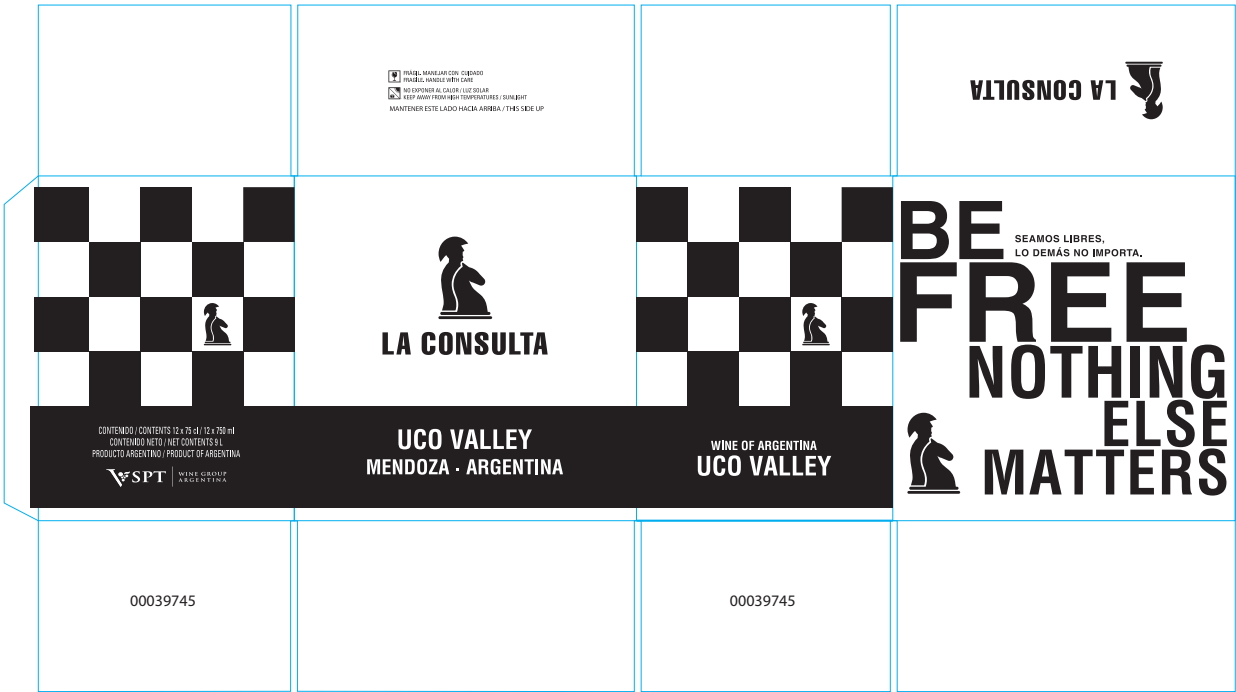 FRÁGIL. MANEJAR CON CUIDADO
FRAGILE. HANDLE WITH CARE
NO EXPONER AL CALOR / LUZ SOLAR
KEEP AWAY FROM HIGH TEMPERATURES / SUNLIGHT
MANTENER ESTE LADO HACIA ARRIBA / THIS SIDE UP
LA CONSULTA
CONTENIDO / CONTENTS 12 x 75 cl / 12 x 750 ml
CONTENIDO NETO / NET CONTENTS 9 L
PRODUCTO ARGENTINO / PRODUCT OF ARGENTINA
SPT WINE GROUP
ARGENTINA
LA CONSULTA
UCO VALLEY
MENDOZA · ARGENTINA
WINE OF ARGENTINA
UCO VALLEY
BE
SEAMOS LIBRES,
LO DEMÁS NO IMPORTA.
FREE
NOTHING
ELSE
MATTERS
00039745
00039745